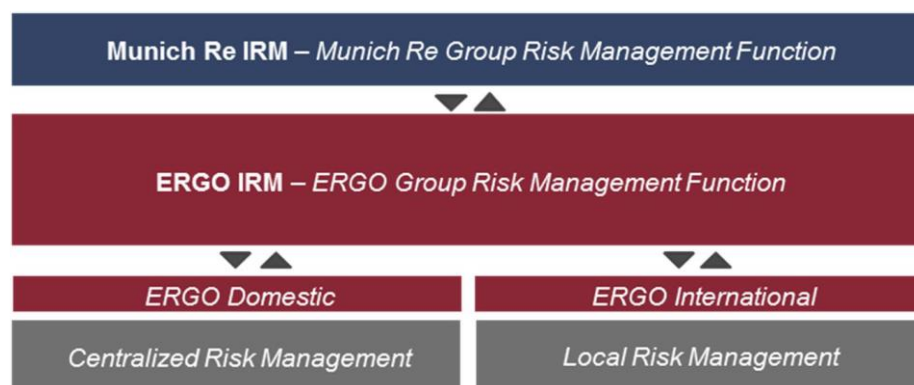 Munich Re IRM – Munich Re Group Risk Management Function
ERGO IRM – ERGO Group Risk Management Function
ERGO Domestic
ERGO International
Centralized Risk Management
Local Risk Management